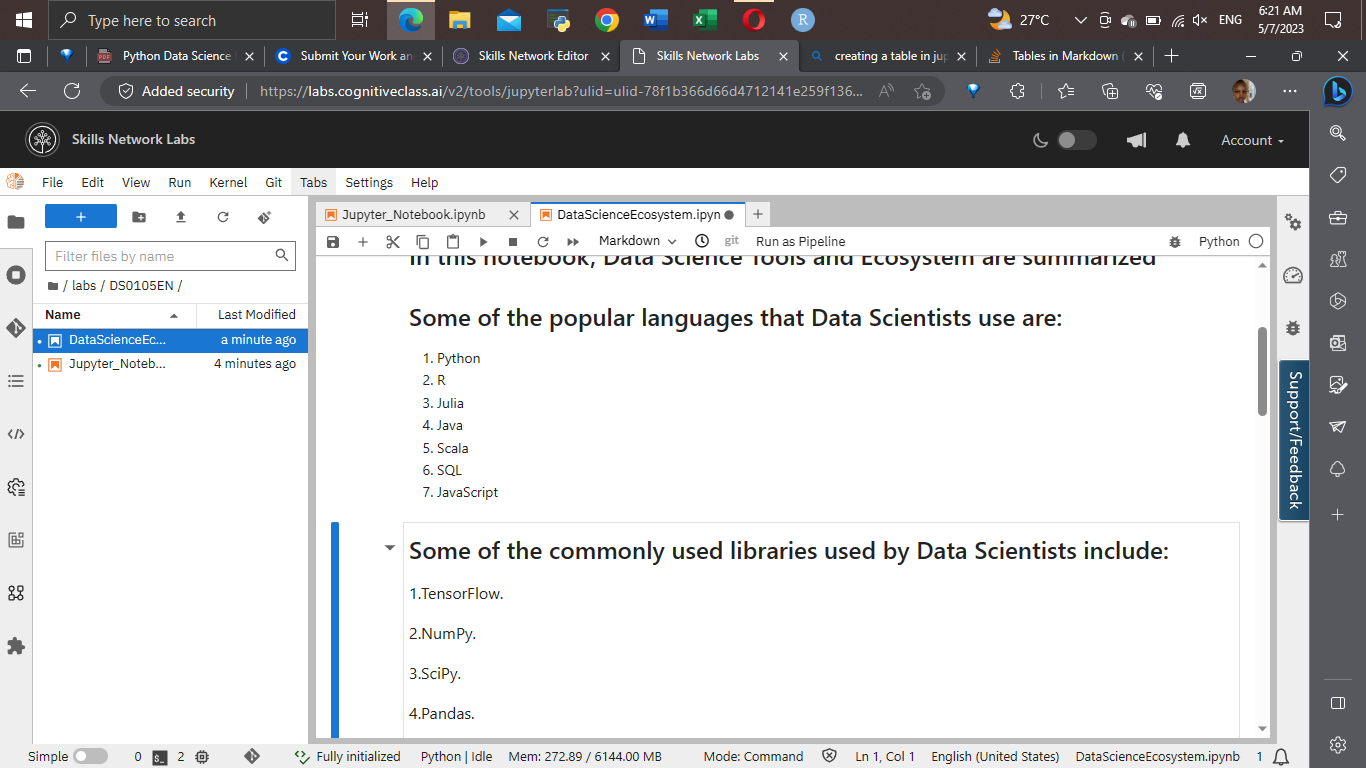 Type here to search
27°C
ENG
6:21 AM
5/7/2023
Python Data Science
Submit Your Work an
Skills Network Editor
Skills Network Labs
creating a table in jup
Tables in Markdown (
Added security
https://labs.cognitiveclass.ai/v2/tools/jupyterlab?ulid=ulid-78f1b366d66d4712141e259f136...
Skills Network Labs
Account
File Edit View Run Kernel Git Tabs Settings Help
Jupyter_Notebook.ipynb
DataScienceEcosystem.ipyn
Markdown
git
Run as Pipeline
Python
Filter files by name
/ labs / DS0105EN /
Name
Last Modified
DataScienceEc...
a minute ago
Jupyter_Noteb...
4 minutes ago
In this notebook, Data Science Tools and Ecosystem are summarized
Some of the popular languages that Data Scientists use are:
1. Python
2. R
3. Julia
4. Java
5. Scala
6. SQL
7. JavaScript
Some of the commonly used libraries used by Data Scientists include:
1.TensorFlow.
2.NumPy.
3.SciPy.
4.Pandas.
Support/Feedback
Simple
0
2
Fully initialized
Python | Idle
Mem: 272.89 / 6144.00 MB
Mode: Command
Ln 1, Col 1
English (United States)
DataScienceEcosystem.ipynb
1